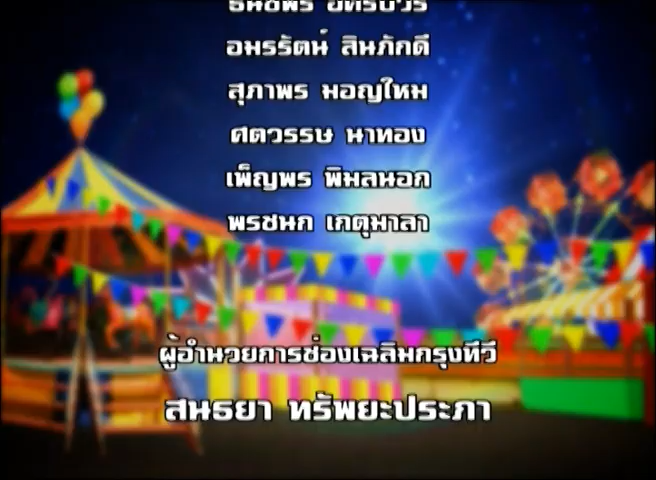 อมรรัตน์ สินภักดี
สุภาพร มอญใหม
ศตวรรษ นาทอง
เพ็ญพร พิมลนอก
พรชนก เกตุมาลา
ผู้อำนวยการช่องเฉลิมกรุงทีวี
สนธยา ทรัพยะประภา